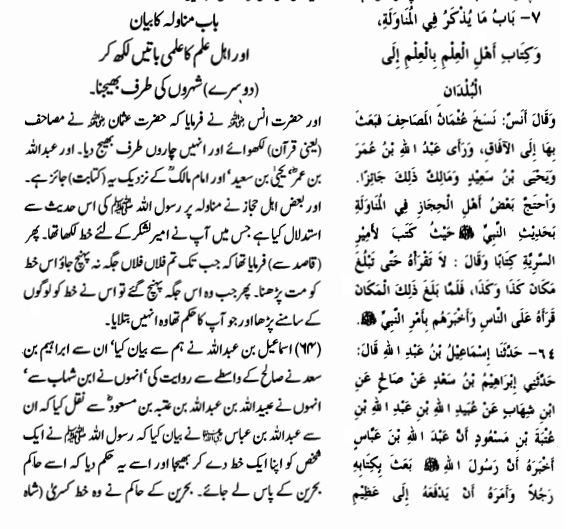 ٧- بَابُ مَا يُذْكَرُ فِي الْمُنَاوَلَةِ،
وَكِتَابِ أَهْلِ الْعِلْمِ بِالْعِلْمِ إِلَى
الْبُلْدَانِ
وَقَالَ أَنَسٌ: نَسَخَ عُثْمَانُ المَصَاحِفَ فَبَعَثَ
بِهَا إِلَى الآفَاقِ، وَرَأَى عَبْدُ اللهِ بْنُ عُمَرَ
وَيَحْيَى بْنُ سَعِيْدٍ وَمَالِكٌ ذَلِكَ جَائِزًا.
وَاحْتَجَّ بَعْضُ أَهْلِ الْحِجَازِ فِي الْمُنَاوَلَةِ
بِحَدِيْثِ النَّبِيِّ ﷺ حَيْثُ كَتَبَ لأَمِيْرِ
السَّرِيَّةِ كِتَابًا وَقَالَ : لاَ تَقْرَأْهُ حَتَّى تَبْلُغَ
مَكَانَ كَذَا وَكَذَا، فَلَمَّا بَلَغَ ذَلِكَ الْمَكَانَ
قَرَأَهُ عَلَى النَّاسِ وَأَخْبَرَهُم بِأَمْرِ النَّبِيِّ ﷺ.
٦٤- حَدَّثَنَا إِسْمَاعِيْلُ بْنُ عَبْدِ اللهِ قَالَ:
حَدَّثَنِي إِبْرَاهِيْمُ بْنُ سَعْدٍ عَنْ صَالِحٍ عَنِ
ابْنِ شِهَابٍ عَنْ عُبَيْدِ اللهِ بْنِ عَبْدِ اللهِ بْنِ
عُتْبَةَ بْنِ مَسْعُودٍ أَنَّ عَبْدَ اللهِ بْنَ عَبَّاسٍ
أَخْبَرَهُ أَنَّ رَسُولَ اللهِ ﷺ بَعَثَ بِكِتَابِهِ
رَجُلاً وَأَمَرَهُ أَنْ يَدْفَعَهُ إِلَى عَظِيْمِ
باب مناولہ کا بیان
اور اہل علم کا علمی باتیں لکھ کر
(دوسرے) شہروں کی طرف بھیجنا۔
اور حضرت انس رضی اللہ عنہ نے فرمایا کہ حضرت عثمان رضی اللہ عنہ نے مصاحف
(یعنی قرآن) لکھوائے اور انہیں چاروں طرف بھیج دیا۔ اور عبداللہ
بن عمرؓ، یحییٰ بن سعید، اور امام مالکؒ کے نزدیک یہ (کتابت) جائز ہے۔
اور بعض اہل حجاز نے مناولہ پر رسول اللہ ﷺ کی اس حدیث سے
استدلال کیا ہے جس میں آپ نے امیر لشکر کے لئے خط لکھا تھا۔ پھر
(قاصد سے) فرمایا تھا کہ جب تک تم فلاں فلاں جگہ نہ پہنچ جاؤ اس خط
کو مت پڑھنا۔ پھر جب وہ اس جگہ پہنچ گئے تو اس نے خط کو لوگوں
کے سامنے پڑھا اور جو آپ کا حکم تھا وہ انہیں بتلایا۔
(۶۴) اسماعیل بن عبداللہ نے ہم سے بیان کیا، ان سے ابراہیم بن
سعد نے صالح کے واسطے سے روایت کی، انہوں نے ابن شہاب سے،
انہوں نے عبیداللہ بن عبداللہ بن عتبہ بن مسعودؓ سے نقل کیا کہ ان
سے عبداللہ بن عباس رضی اللہ عنہما نے بیان کیا کہ رسول اللہ ﷺ نے ایک
شخص کو اپنا ایک خط دے کر بھیجا اور اسے یہ حکم دیا کہ اسے حاکم
بحرین کے پاس لے جائے۔ بحرین کے حاکم نے وہ خط کسریٰ (شاہ